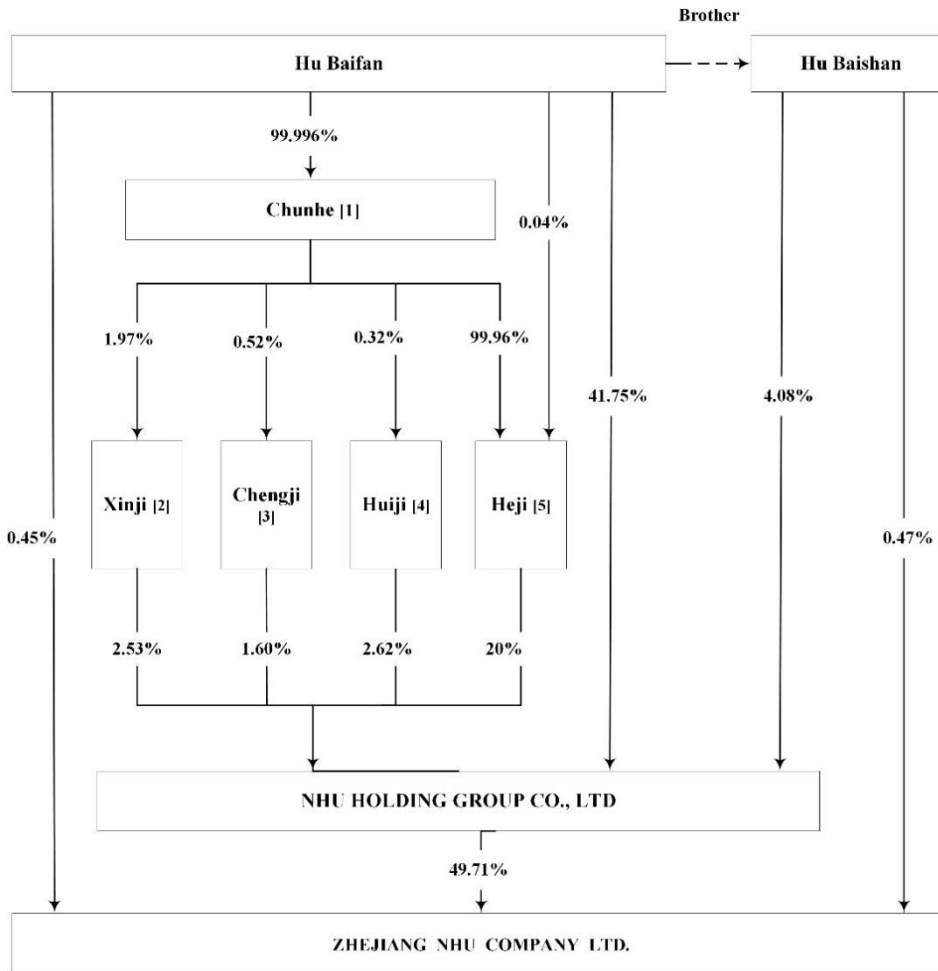 Brother
Hu Baifan
Hu Baishan
99.996%
Chunhe [1]
0.04%
1.97%
0.52%
0.32%
99.96%
41.75%
4.08%
Xinji [2]
Chengji
[3]
Huiji [4]
Heji [5]
0.45%
0.47%
2.53%
1.60%
2.62%
20%
NHU HOLDING GROUP CO., LTD
49.71%
ZHEJIANG NHU COMPANY LTD.